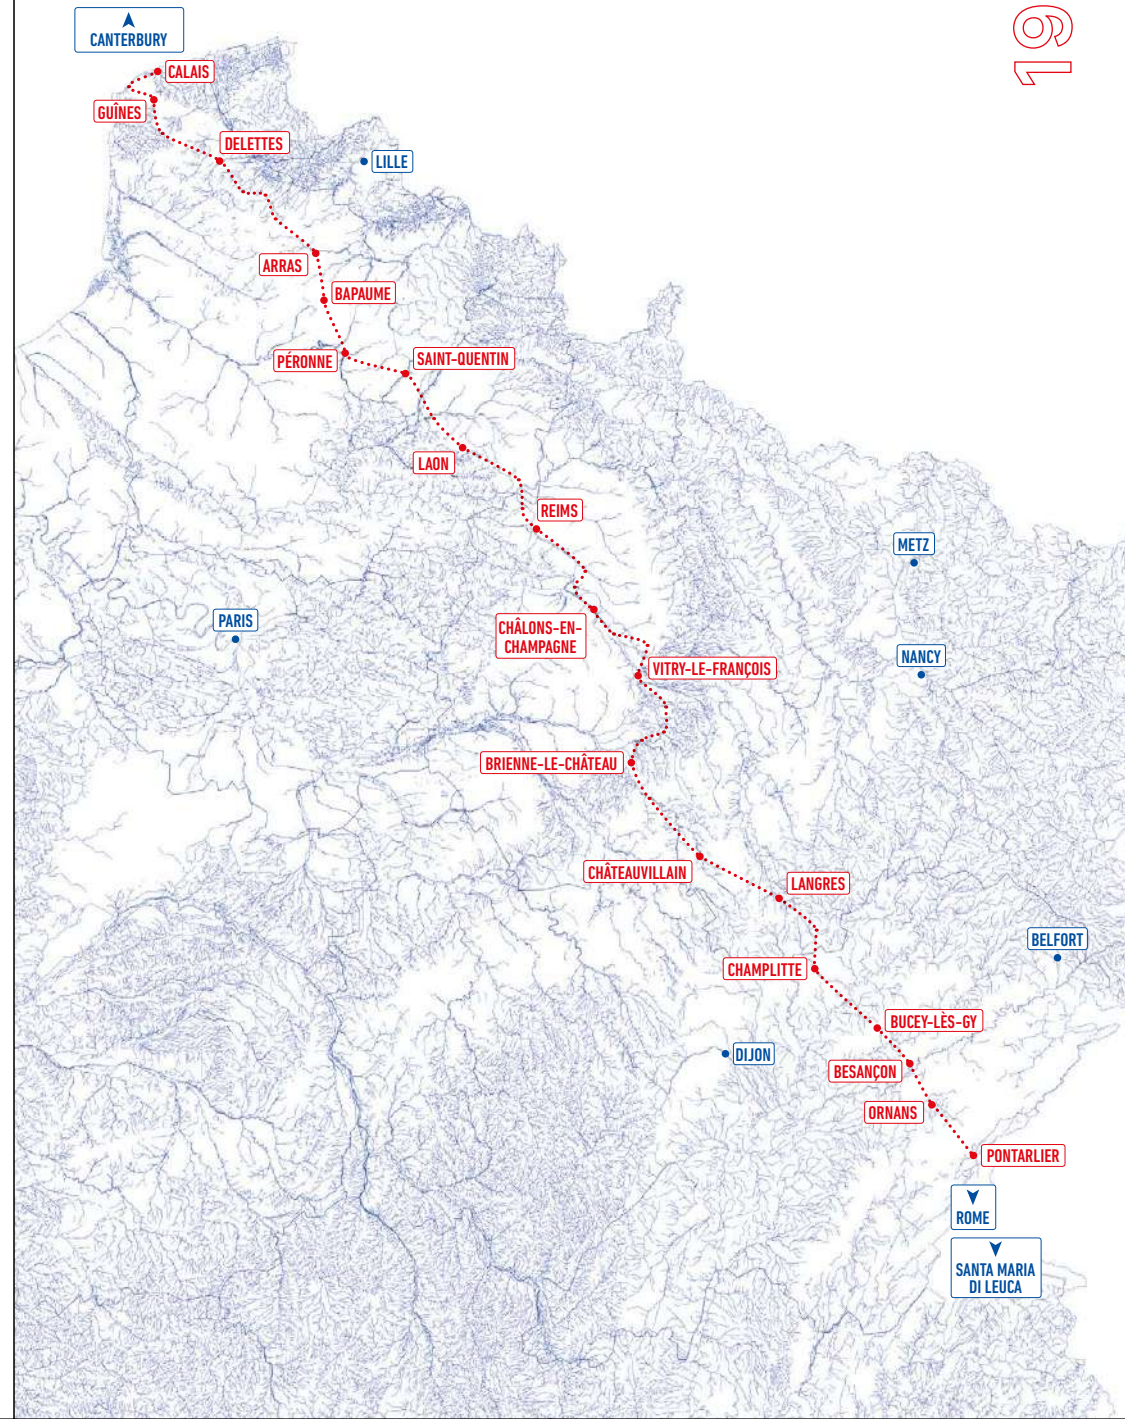 19
CANTERBURY
CALAIS
GUÎNES
DELETTES
LILLE
ARRAS
BAPAUME
PÉRONNE
SAINT-QUENTIN
LAON
REIMS
METZ
PARIS
CHÂLONS-EN-
CHAMPAGNE
NANCY
VITRY-LE-FRANÇOIS
BRIENNE-LE-CHÂTEAU
CHÂTEAUVILLAIN
LANGRES
BELFORT
CHAMPLITTE
BUCEY-LÈS-GY
DIJON
BESANÇON
ORNANS
PONTARLIER
ROME
SANTA MARIA
DI LEUCA